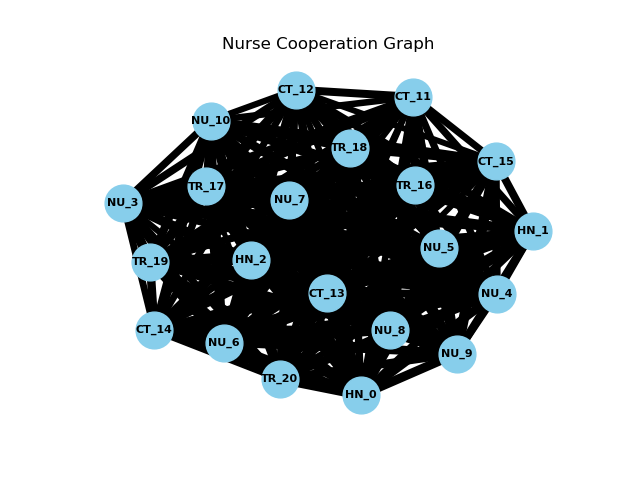 Nurse Cooperation Graph
CT_12
CT_11
NU_10
TR_18
CT_15
TR_17
TR_16
NU_7
NU_3
HN_1
NU_5
HN_2
TR_19
CT_13
NU_4
CT_14
NU_8
NU_6
NU_9
TR_20
HN_0